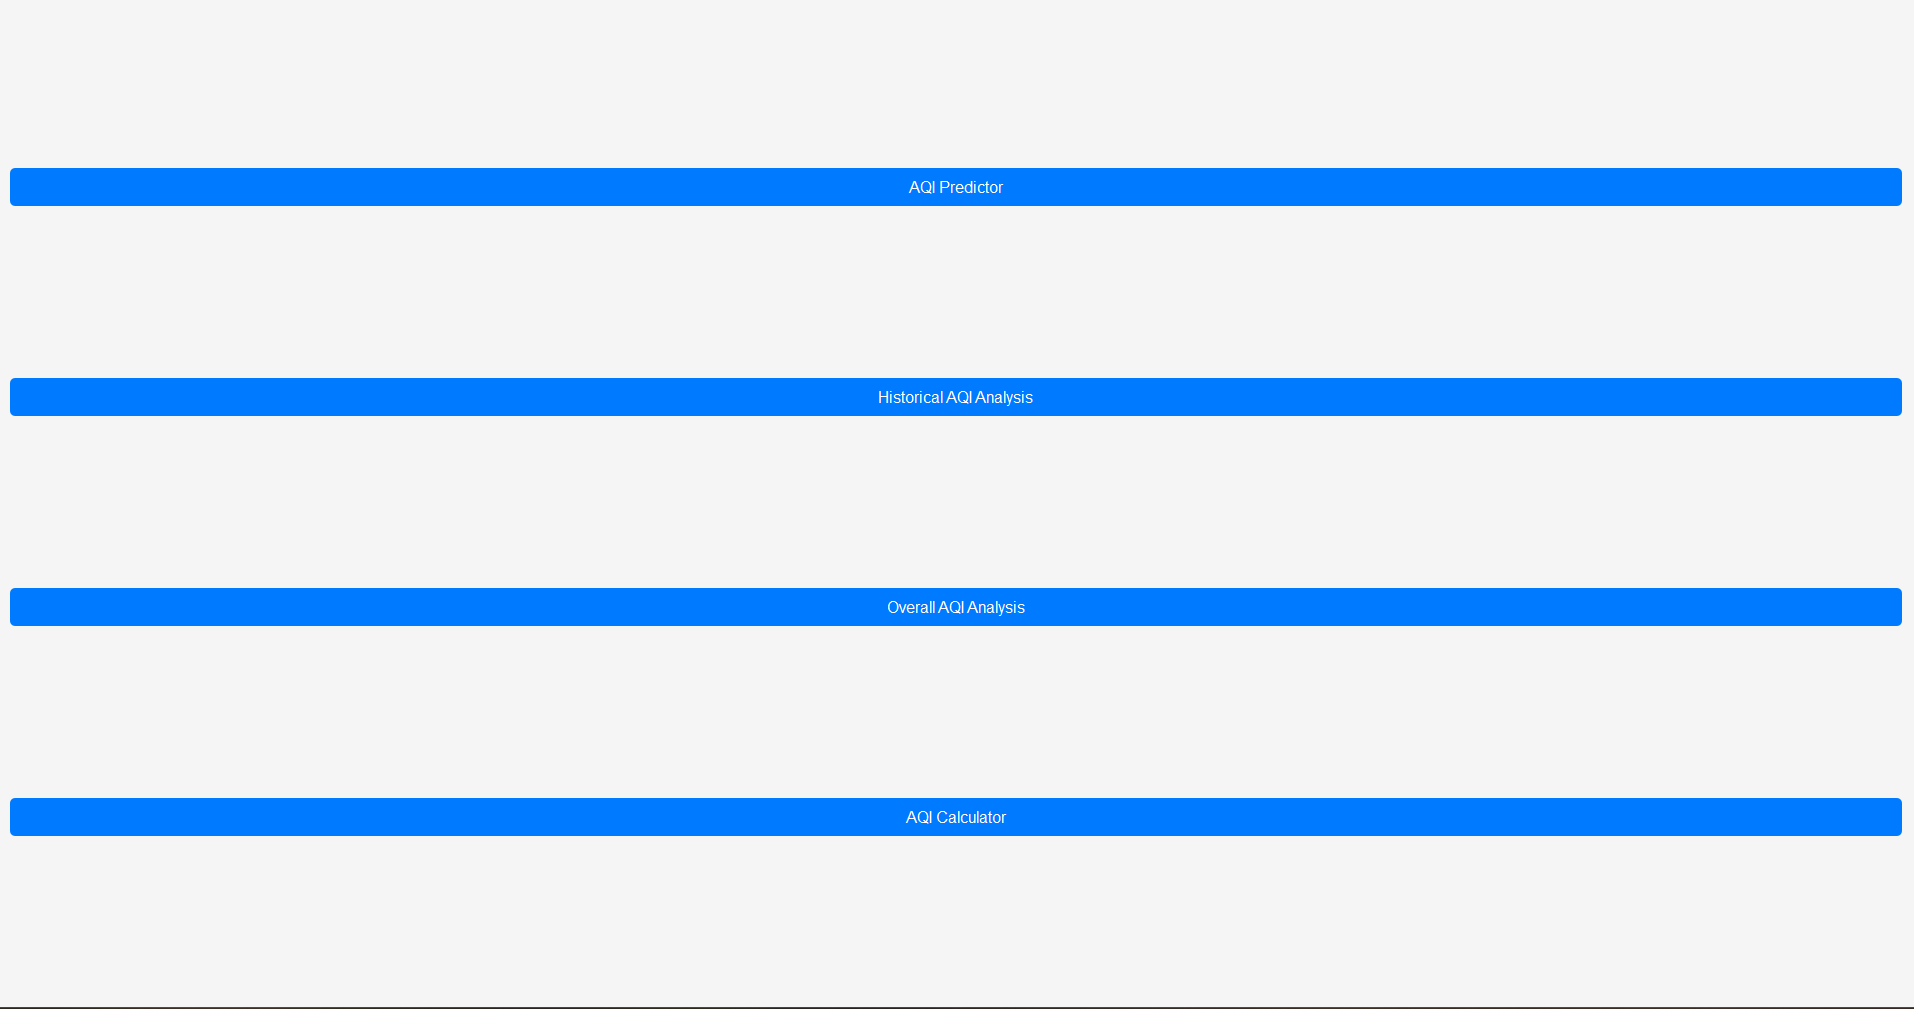 AQI Predictor
Historical AQI Analysis
Overall AQI Analysis
AQI Calculator